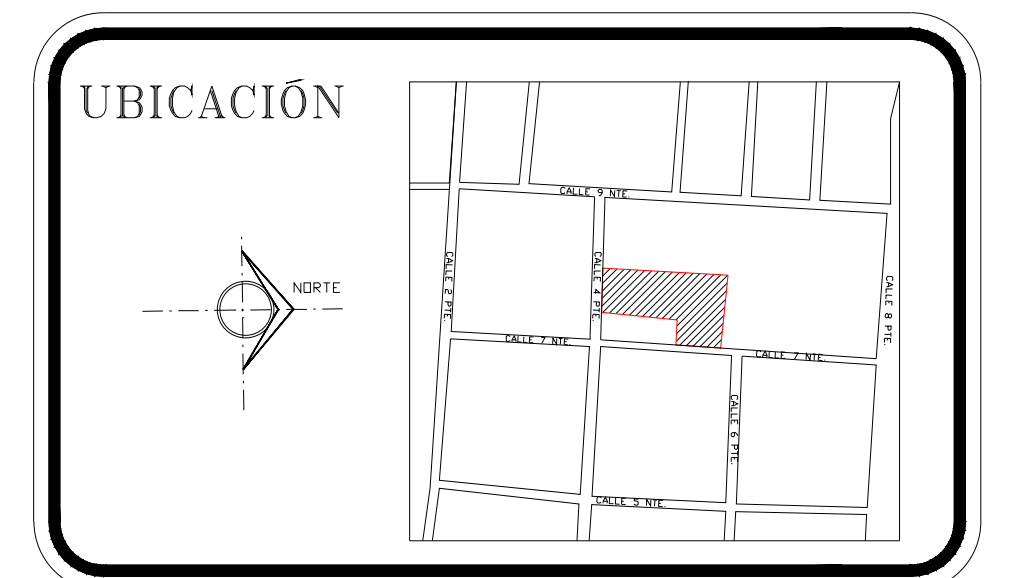 UBICACIÓN
NORTE
CALLE 9 NTE.
CALLE 2 PTE.
CALLE 4 PTE.
CALLE 8 PTE.
CALLE 7 NTE.
CALLE 7 NTE.
CALLE 6 PTE.
CALLE 5 NTE.